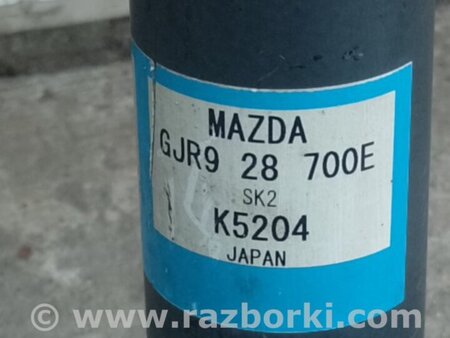 MAZDA
GJR9 28 700E
SK2
K5204
JAPAN
© www.razborki.com